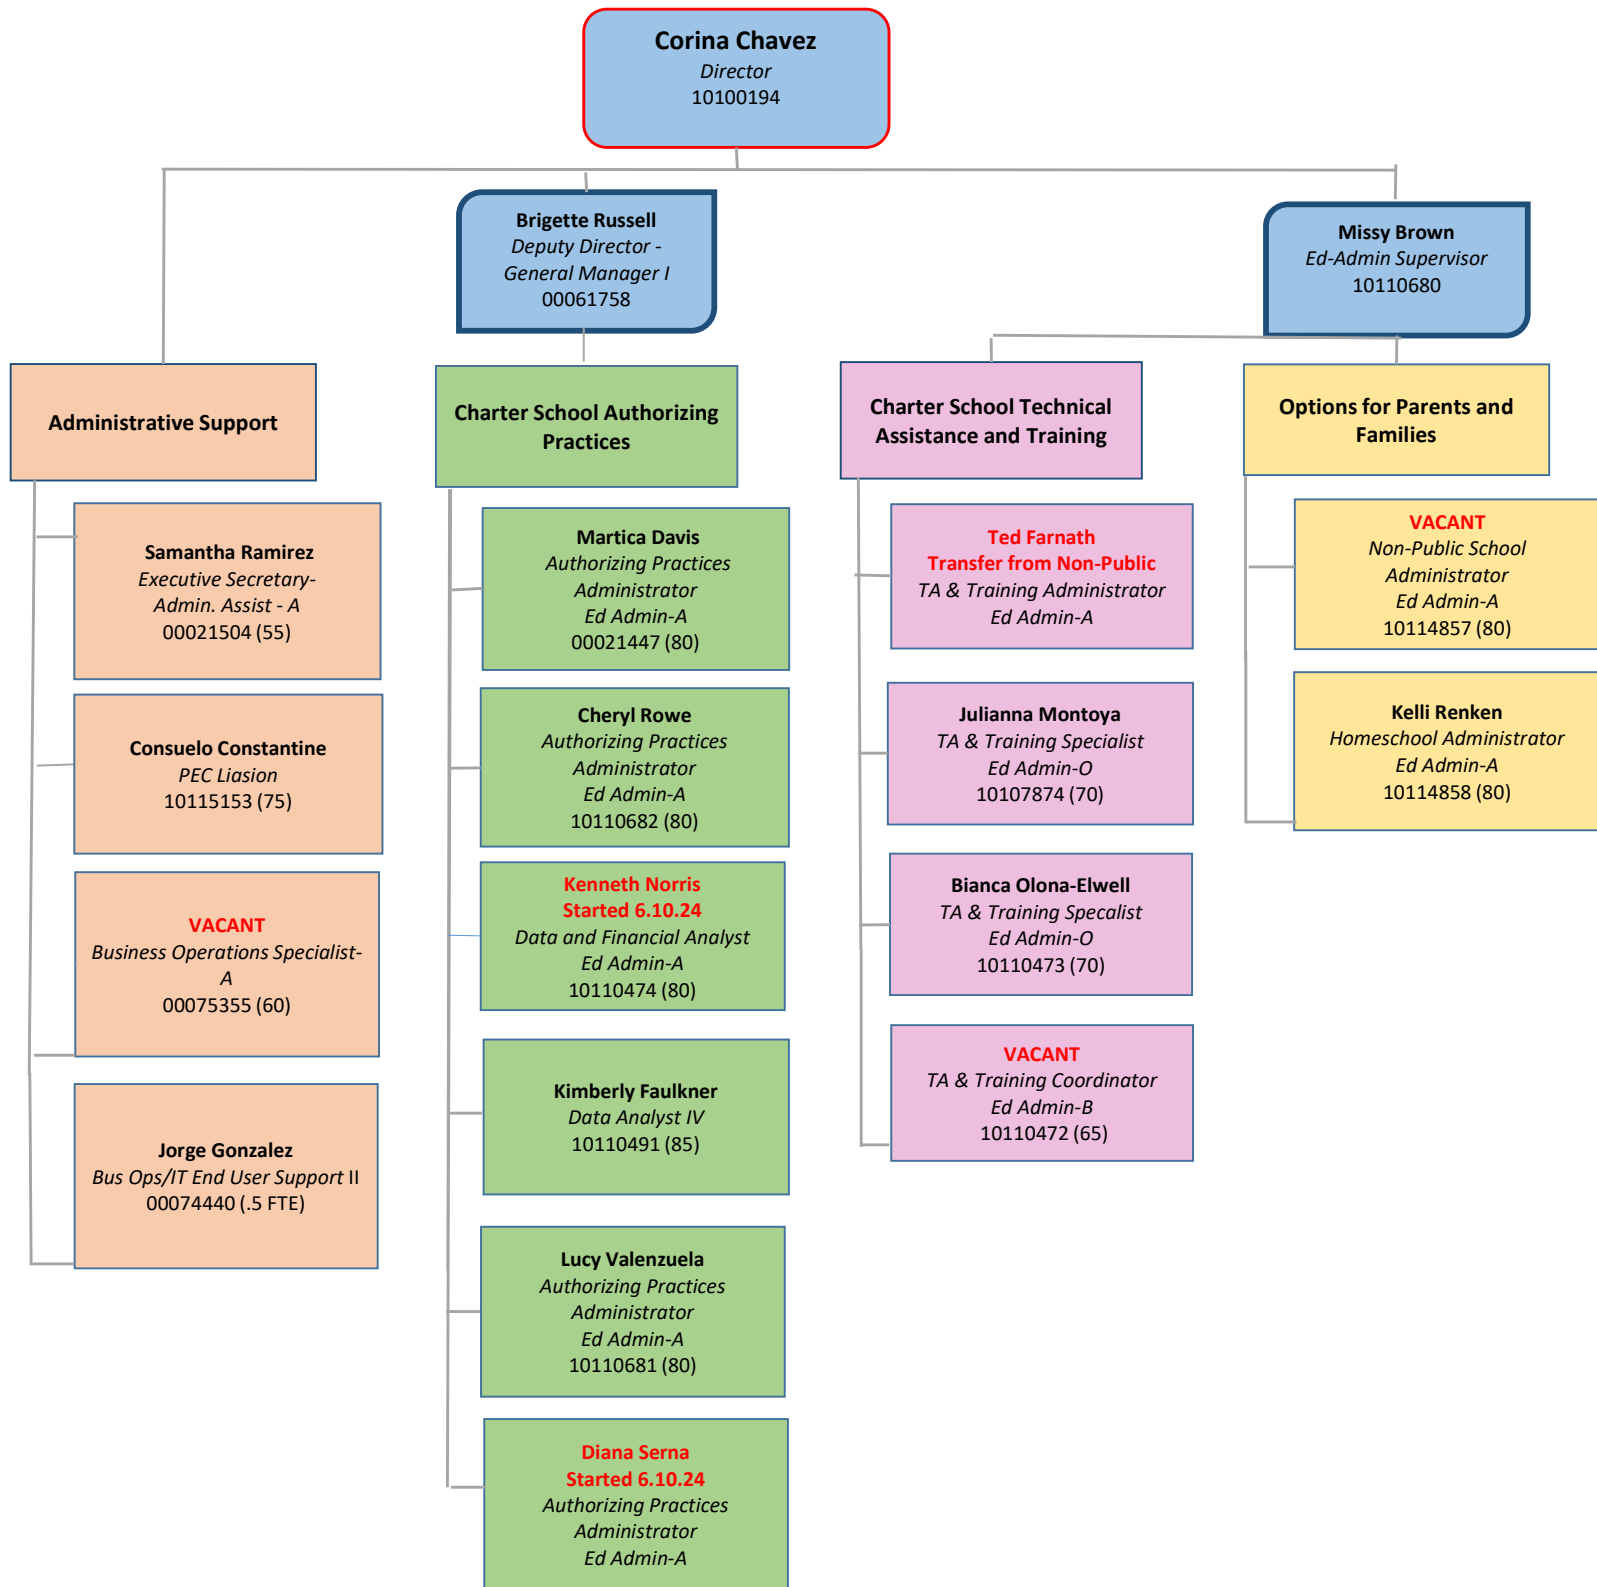 Corina Chavez
Director
10100194
Brigette Russell
Deputy Director -
General Manager I
00061758
Missy Brown
Ed-Admin Supervisor
10110680
Administrative Support
Samantha Ramirez
Executive Secretary-
Admin. Assist - A
00021504 (55)
Consuelo Constantine
PEC Liasion
10115153 (75)
VACANT
Business Operations Specialist-
A
00075355 (60)
Jorge Gonzalez
Bus Ops/IT End User Support II
00074440 (.5 FTE)
Charter School Authorizing
Practices
Martica Davis
Authorizing Practices
Administrator
Ed Admin-A
00021447 (80)
Cheryl Rowe
Authorizing Practices
Administrator
Ed Admin-A
10110682 (80)
Kenneth Norris
Started 6.10.24
Data and Financial Analyst
Ed Admin-A
10110474 (80)
Kimberly Faulkner
Data Analyst IV
10110491 (85)
Lucy Valenzuela
Authorizing Practices
Administrator
Ed Admin-A
10110681 (80)
Diana Serna
Started 6.10.24
Authorizing Practices
Administrator
Ed Admin-A
Charter School Technical
Assistance and Training
Ted Farnath
Transfer from Non-Public
TA & Training Administrator
Ed Admin-A
Julianna Montoya
TA & Training Specialist
Ed Admin-O
10107874 (70)
Bianca Olona-Elwell
TA & Training Specalist
Ed Admin-O
10110473 (70)
VACANT
TA & Training Coordinator
Ed Admin-B
10110472 (65)
Options for Parents and
Families
VACANT
Non-Public School
Administrator
Ed Admin-A
10114857 (80)
Kelli Renken
Homeschool Administrator
Ed Admin-A
10114858 (80)